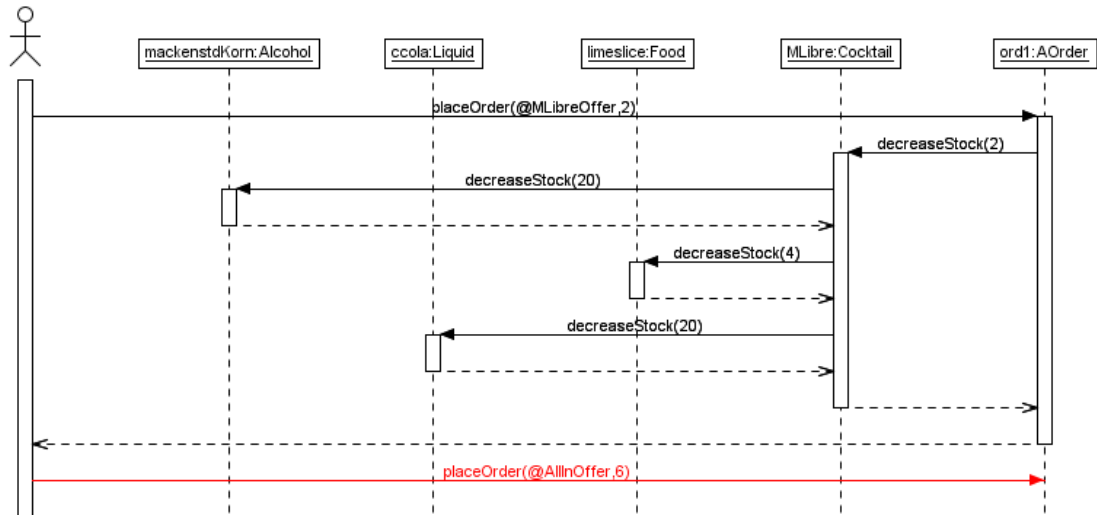 mackenstdKorn:Alcohol
ccola:Liquid
limeslice:Food
MLibre:Cocktail
ord1:AOrder
placeOrder(@MLibreOffer,2)
decreaseStock(2)
decreaseStock(20)
decreaseStock(4)
decreaseStock(20)
placeOrder(@AllInOffer,6)